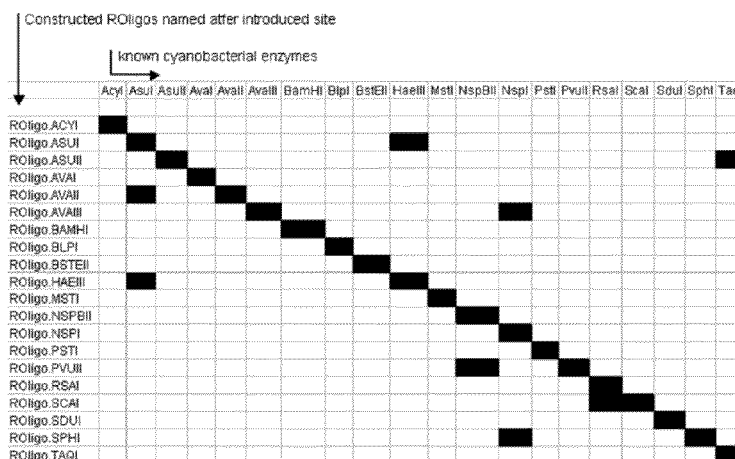 Constructed ROligos named atfer introduced site
known cyanobacterial enzymes
AcyI AsuI AsuII AvaI AvaII AvaIII BamHI BlpI BstEII HaeIII MstI NspBII NspI PstI PvuII RsaI ScaI SduI SphI Taq
ROligo.ACYI
ROligo.ASUI
ROligo.ASUII
ROligo.AVAI
ROligo.AVAII
ROligo.AVAIII
ROligo.BAMHI
ROligo.BLPI
ROligo.BSTEII
ROligo.HAEIII
ROligo.MSTI
ROligo.NSPBII
ROligo.NSPI
ROligo.PSTI
ROligo.PVUII
ROligo.RSAI
ROligo.SCAI
ROligo.SDUI
ROligo.SPHI
ROligo.TAQI